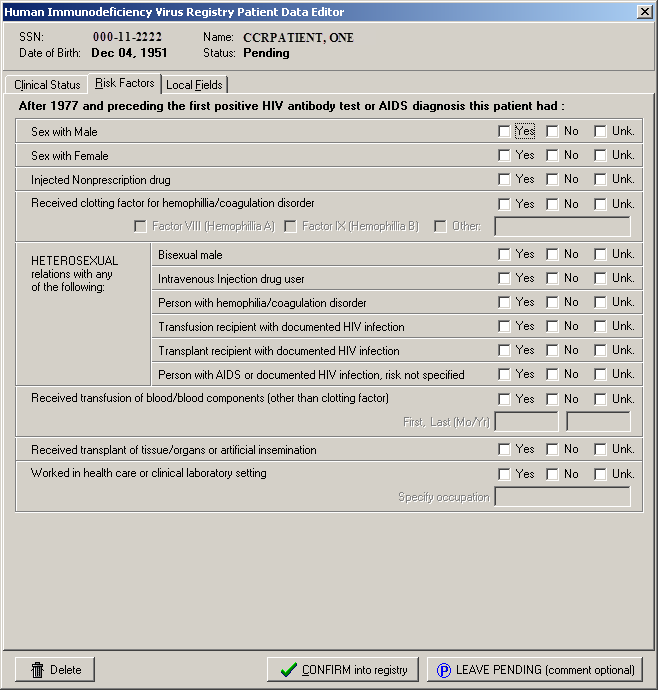 Human Immunodeficiency Virus Registry Patient Data Editor
SSN: 000-11-2222 Name: CCRPATIENT, ONE
Date of Birth: Dec 04, 1951 Status: Pending
Clinical Status Risk Factors Local Fields
After 1977 and preceding the first positive HIV antibody test or AIDS diagnosis this patient had :
Sex with Male Yes No Unk.
Sex with Female Yes No Unk.
Injected Nonprescription drug Yes No Unk.
Received clotting factor for hemophillia/coagulation disorder Yes No Unk.
Factor VIII (Hemophillia A) Factor IX (Hemophillia B) Other:
HETEROSEXUAL
relations with any
of the following:
Bisexual male Yes No Unk.
Intravenous Injection drug user Yes No Unk.
Person with hemophilia/coagulation disorder Yes No Unk.
Transfusion recipient with documented HIV infection Yes No Unk.
Transplant recipient with documented HIV infection Yes No Unk.
Person with AIDS or documented HIV infection, risk not specified Yes No Unk.
Received transfusion of blood/blood components (other than clotting factor) Yes No Unk.
First, Last (Mo/Yr)
Received transplant of tissue/organs or artificial insemination Yes No Unk.
Worked in health care or clinical laboratory setting Yes No Unk.
Specify occupation
Delete CONFIRM into registry LEAVE PENDING (comment optional)